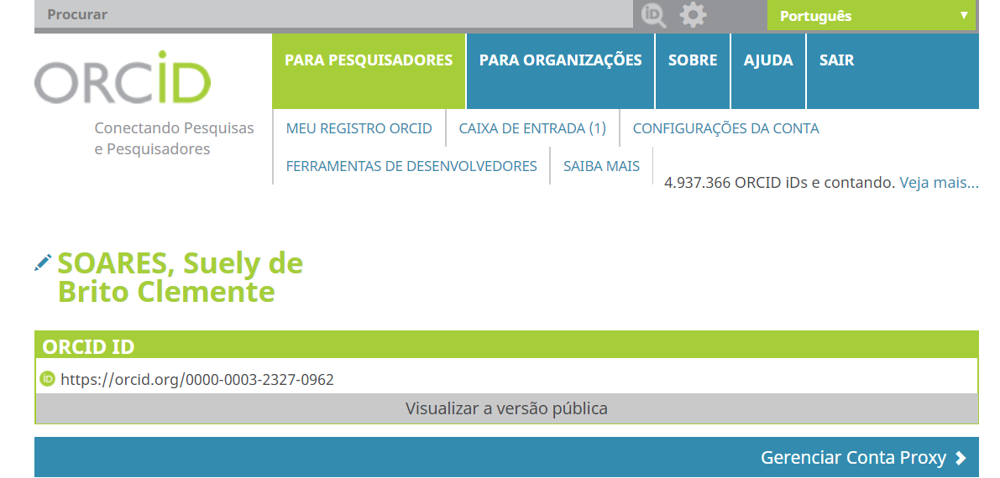 Procurar
iD
Português ▼
ORCiD
Conectando Pesquisas
e Pesquisadores
PARA PESQUISADORES
PARA ORGANIZAÇÕES
SOBRE
AJUDA
SAIR
MEU REGISTRO ORCID
CAIXA DE ENTRADA (1)
CONFIGURAÇÕES DA CONTA
FERRAMENTAS DE DESENVOLVEDORES
SAIBA MAIS
4.937.366 ORCID iDs e contando. Veja mais...
SOARES, Suely de
Brito Clemente
ORCID ID
iD https://orcid.org/0000-0003-2327-0962
Visualizar a versão pública
Gerenciar Conta Proxy